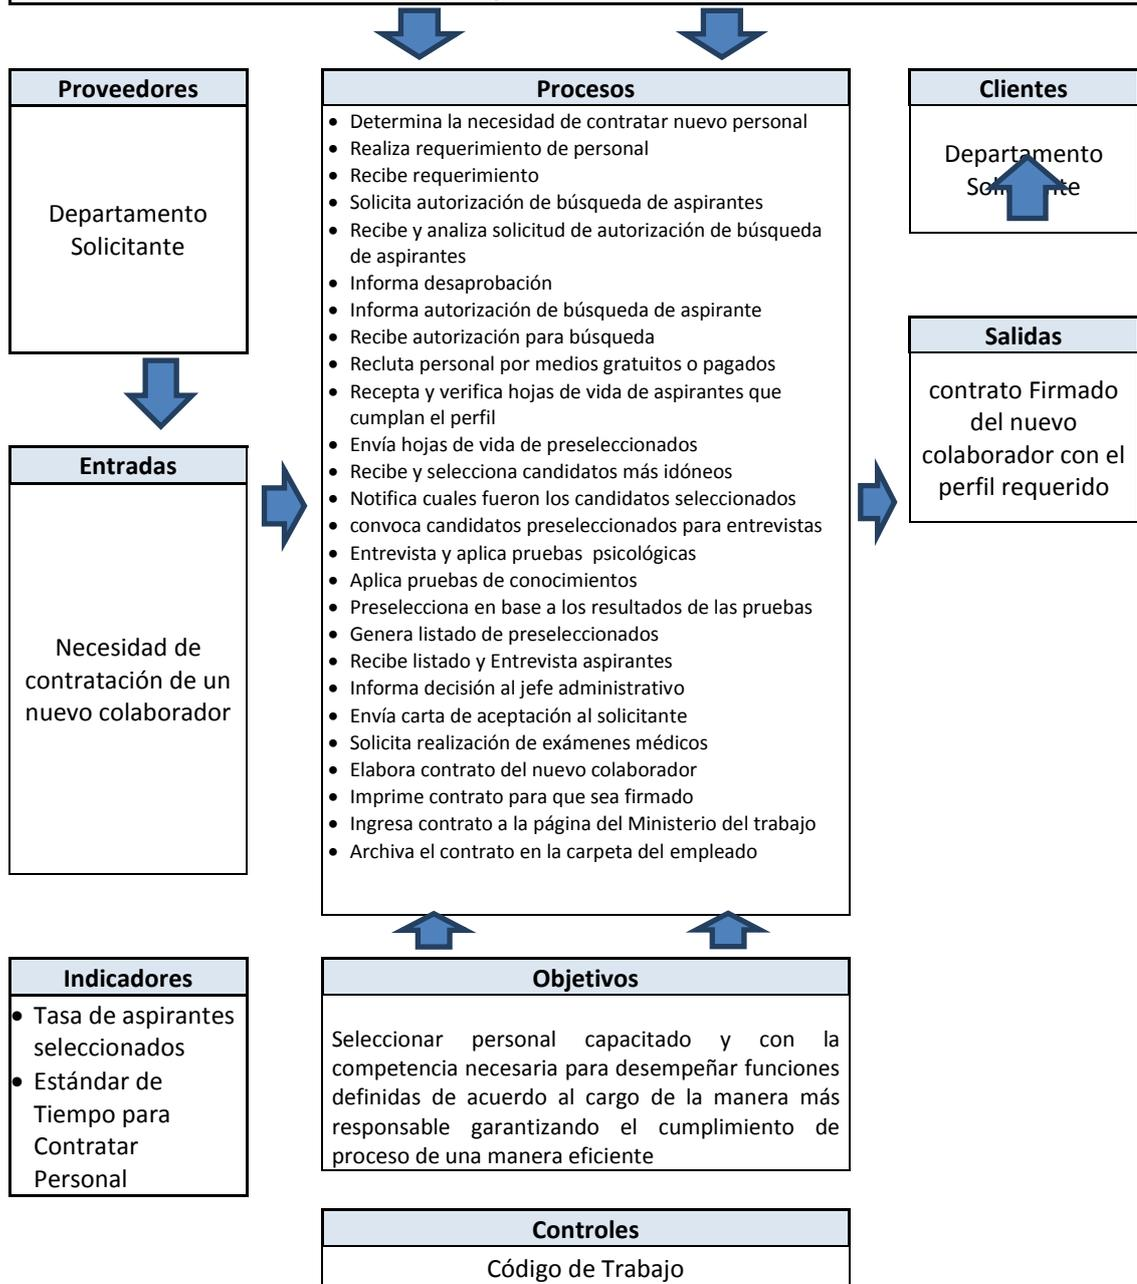 Proveedores
Departamento
Solicitante
Entradas
Necesidad de
contratación de un
nuevo colaborador
Indicadores
• Tasa de aspirantes
seleccionados
• Estándar de
Tiempo para
Contratar
Personal
Procesos
• Determina la necesidad de contratar nuevo personal
• Realiza requerimiento de personal
• Recibe requerimiento
• Solicita autorización de búsqueda de aspirantes
• Recibe y analiza solicitud de autorización de búsqueda
de aspirantes
• Informa desaprobación
• Informa autorización de búsqueda de aspirante
• Recibe autorización para búsqueda
• Recluta personal por medios gratuitos o pagados
• Recepta y verifica hojas de vida de aspirantes que
cumplan el perfil
• Envía hojas de vida de preseleccionados
• Recibe y selecciona candidatos más idóneos
• Notifica cuales fueron los candidatos seleccionados
• convoca candidatos preseleccionados para entrevistas
• Entrevista y aplica pruebas psicológicas
• Aplica pruebas de conocimientos
• Preselecciona en base a los resultados de las pruebas
• Genera listado de preseleccionados
• Recibe listado y Entrevista aspirantes
• Informa decisión al jefe administrativo
• Envía carta de aceptación al solicitante
• Solicita realización de exámenes médicos
• Elabora contrato del nuevo colaborador
• Imprime contrato para que sea firmado
• Ingresa contrato a la página del Ministerio del trabajo
• Archiva el contrato en la carpeta del empleado
Objetivos
Seleccionar personal capacitado y con la
competencia necesaria para desempeñar funciones
definidas de acuerdo al cargo de la manera más
responsable garantizando el cumplimiento de
proceso de una manera eficiente
Controles
Código de Trabajo
Clientes
Departamento
Salidas
contrato Firmado
del nuevo
colaborador con el
perfil requerido